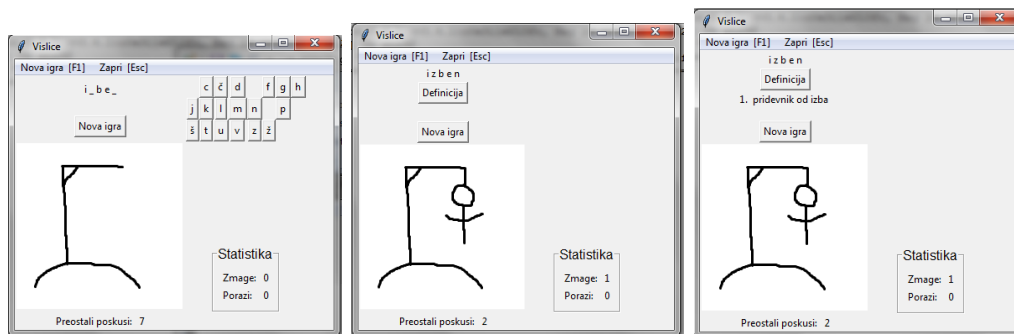 Vislice
Nova igra [F1] Zapri [Esc]
i _ b e _
c č d f g h
j k l m n p
š t u v z ž
Nova igra
Statistika
Zmage: 0
Porazi: 0
Preostali poskusi: 7
Vislice
Nova igra [F1] Zapri [Esc]
i z b e n
Definicija
Nova igra
Statistika
Zmage: 1
Porazi: 0
Preostali poskusi: 2
Vislice
Nova igra [F1] Zapri [Esc]
i z b e n
Definicija
1. pridevnik od izba
Nova igra
Statistika
Zmage: 1
Porazi: 0
Preostali poskusi: 2